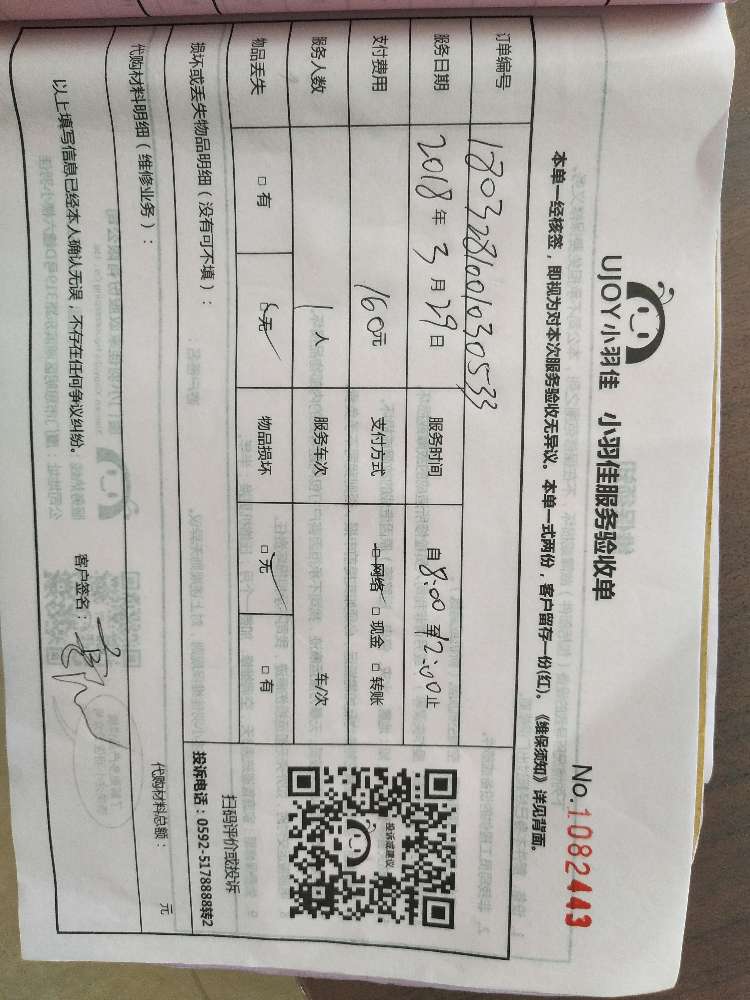 UJOY小羽佳 小羽佳服务验收单
No.1082443
本单一经核签，即视为对本次服务验收无异议。本单一式两份，客户留存一份(红)。《维保须知》详见背面。
订单编号 1803281001030533
服务日期 2018年3月29日 服务时间 自8:00至12:00止
支付费用 160元 支付方式 □网络 □现金 □转账
服务人数 1人 服务车次 车/次
物品丢失 □有 □无 物品损坏 □无 □有
投诉或建议
扫码评价或投诉
投诉电话：0592-5178888转2
损坏或丢失物品明细（没有可不填）：
代购材料明细（维修业务）：
代购材料总额： 元
以上填写信息已经本人确认无误，不存在任何争议纠纷。
客户签名：